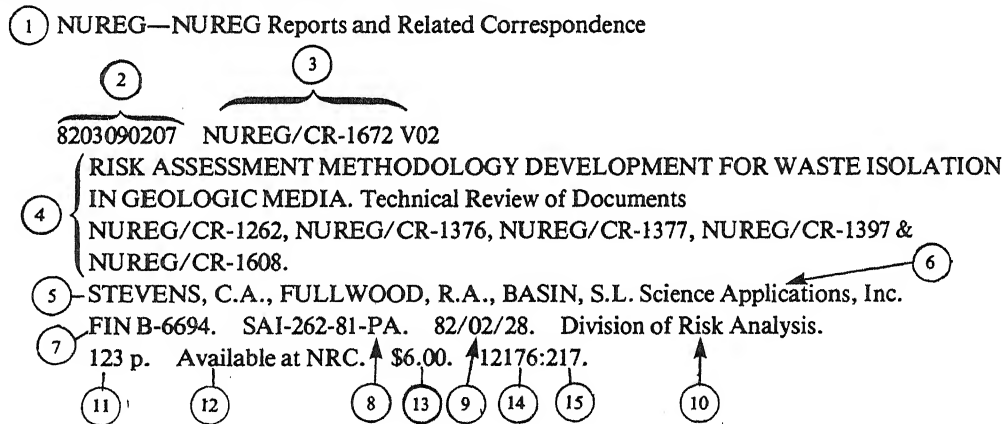 1 NUREG—NUREG Reports and Related Correspondence
2 3
8203090207 NUREG/CR-1672 V02
RISK ASSESSMENT METHODOLOGY DEVELOPMENT FOR WASTE ISOLATION
IN GEOLOGIC MEDIA. Technical Review of Documents
4
NUREG/CR-1262, NUREG/CR-1376, NUREG/CR-1377, NUREG/CR-1397 &
NUREG/CR-1608.
6
5 STEVENS, C.A., FULLWOOD, R.A., BASIN, S.L. Science Applications, Inc.
7 FIN B-6694. SAI-262-81-PA. 82/02/28. Division of Risk Analysis.
123 p. Available at NRC. $6.00. 12176:217.
11 12 8 13 9 14 15 10